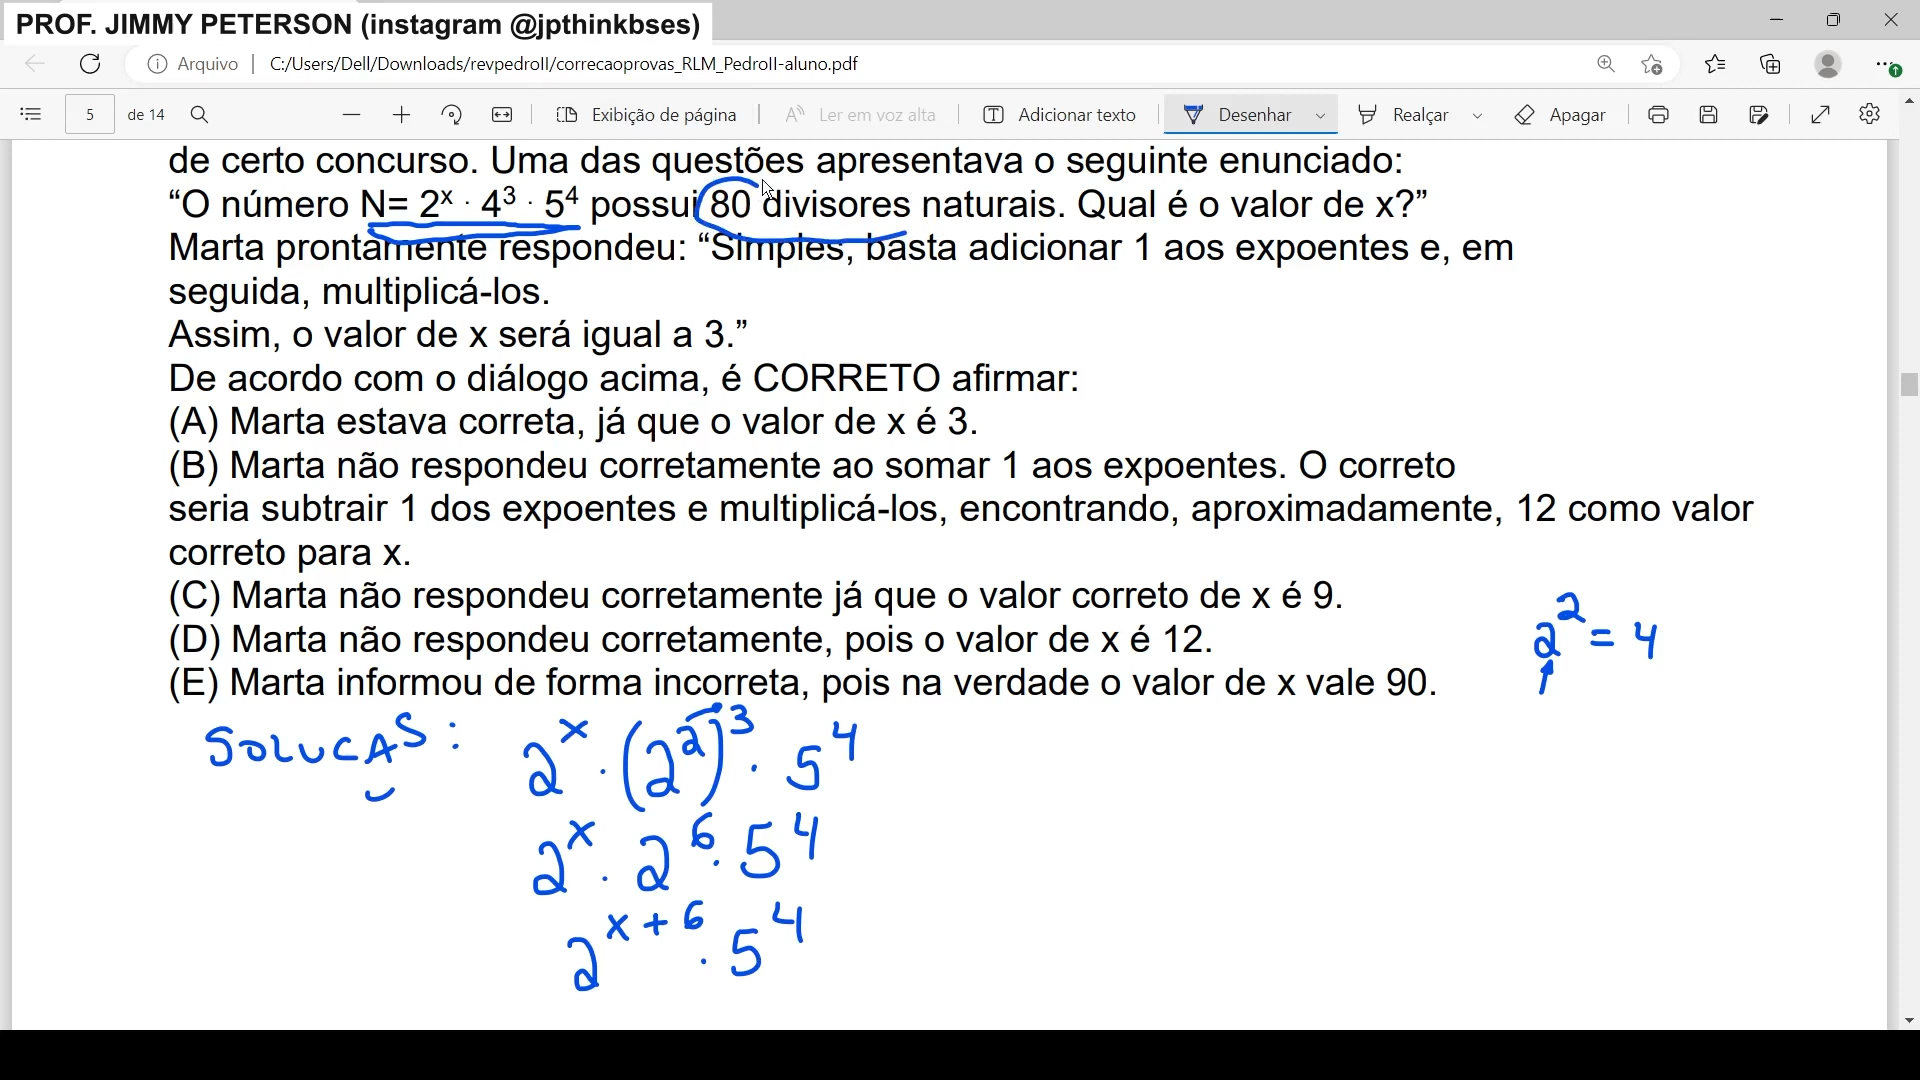 PROF. JIMMY PETERSON (instagram @jpthinkbses)
Arquivo | C:/Users/Dell/Downloads/revpedroII/correcaoprovas_RLM_PedroII-aluno.pdf
5 de 14 Exibição de página Ler em voz alta Adicionar texto Desenhar Realçar Apagar
de certo concurso. Uma das questões apresentava o seguinte enunciado:
“O número N= 2ˣ · 4³ · 5⁴ possui 80 divisores naturais. Qual é o valor de x?”
Marta prontamente respondeu: “Simples, basta adicionar 1 aos expoentes e, em
seguida, multiplicá-los.
Assim, o valor de x será igual a 3.”
De acordo com o diálogo acima, é CORRETO afirmar:
(A) Marta estava correta, já que o valor de x é 3.
(B) Marta não respondeu corretamente ao somar 1 aos expoentes. O correto
seria subtrair 1 dos expoentes e multiplicá-los, encontrando, aproximadamente, 12 como valor
correto para x.
(C) Marta não respondeu corretamente já que o valor correto de x é 9.
(D) Marta não respondeu corretamente, pois o valor de x é 12.
(E) Marta informou de forma incorreta, pois na verdade o valor de x vale 90.
2² = 4
SOLUCAS : 2ˣ · (2²)³ · 5⁴
2ˣ · 2⁶ · 5⁴
2ˣ⁺⁶ · 5⁴